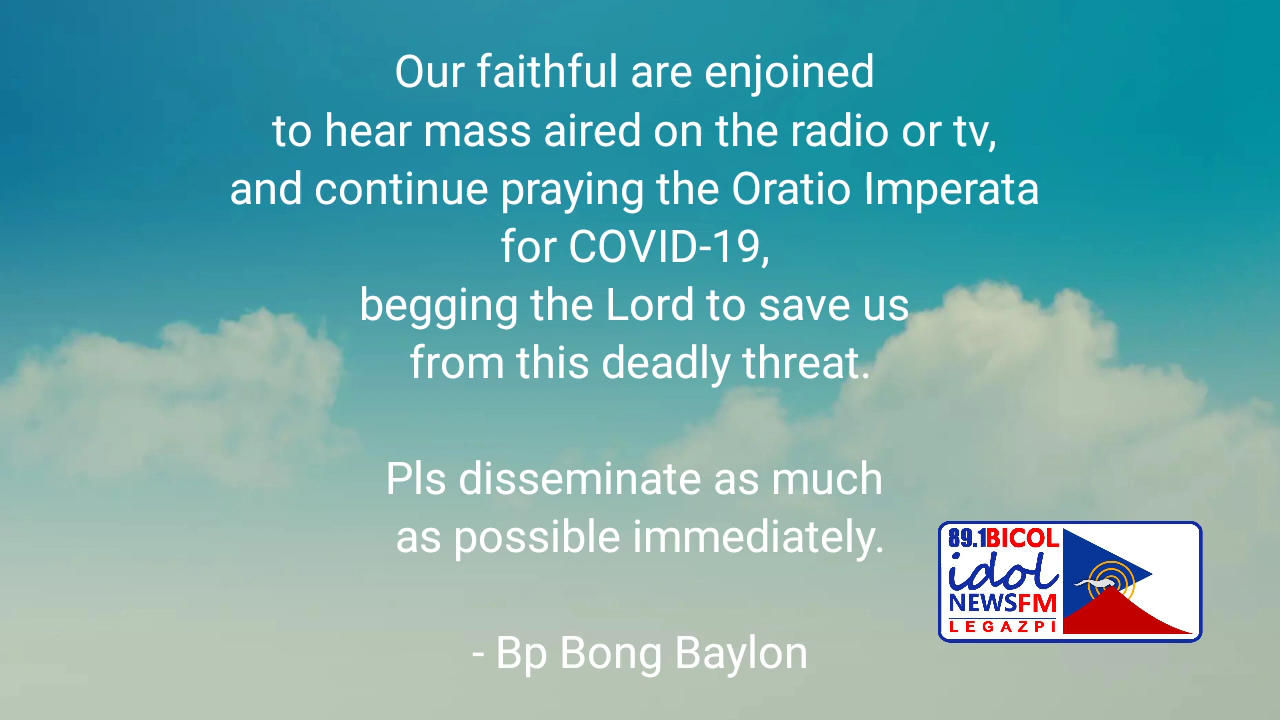 Our faithful are enjoined
to hear mass aired on the radio or tv,
and continue praying the Oratio Imperata
for COVID-19,
begging the Lord to save us
from this deadly threat.
Pls disseminate as much
as possible immediately.
- Bp Bong Baylon
89.1BICOL
idol
NEWSFM
LEGAZPI